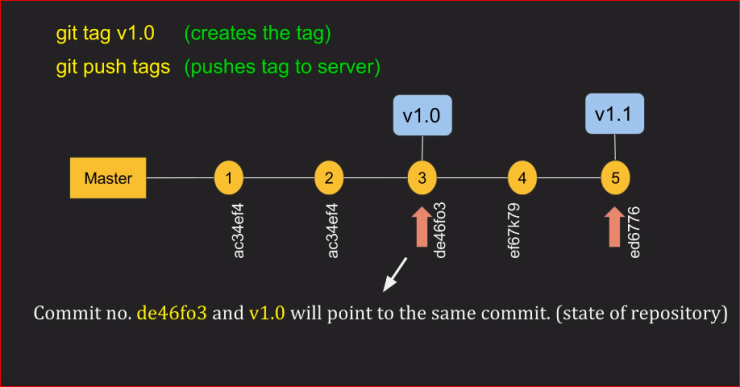 git tag v1.0 (creates the tag)
git push tags (pushes tag to server)
v1.0
v1.1
Master
1
2
3
4
5
ac34ef4
ac34ef4
de46fo3
ef67k79
ed6776
Commit no. de46fo3 and v1.0 will point to the same commit. (state of repository)